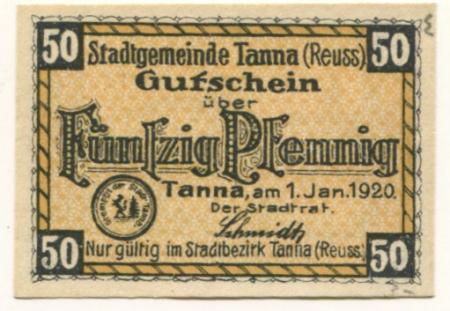 50 50
Stadtgemeinde Tanna (Reuss)
Gutschein
über
Fünfzig Pfennig
Tanna, am 1. Jan. 1920.
Der Stadtrat.
Schmidt
50 50
Nur gültig im Stadtbezirk Tanna (Reuss)